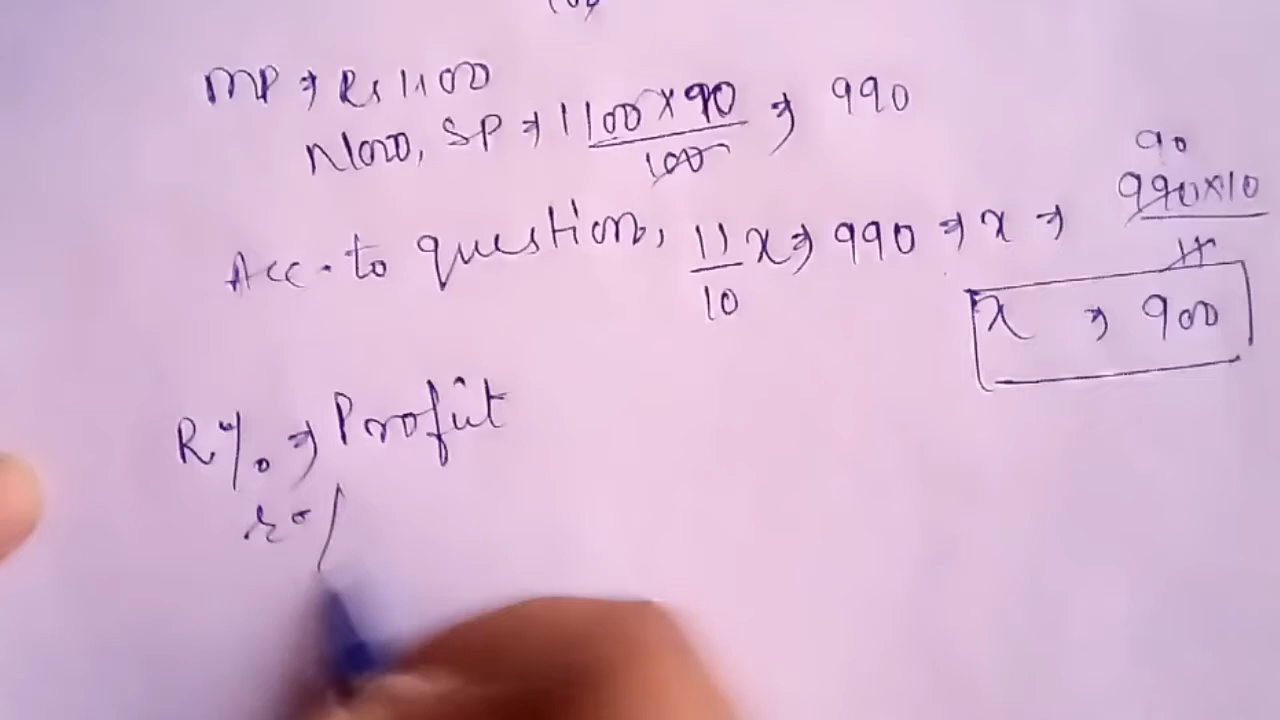 MP ⇒ Rs 1100
Now, SP ⇒ 1100 × 90 / 100 ⇒ 990
Acc. to question, 11/10 x ⇒ 990 ⇒ x ⇒ 990 × 10 / 11
90
x ⇒ 900
R% ⇒ Profit